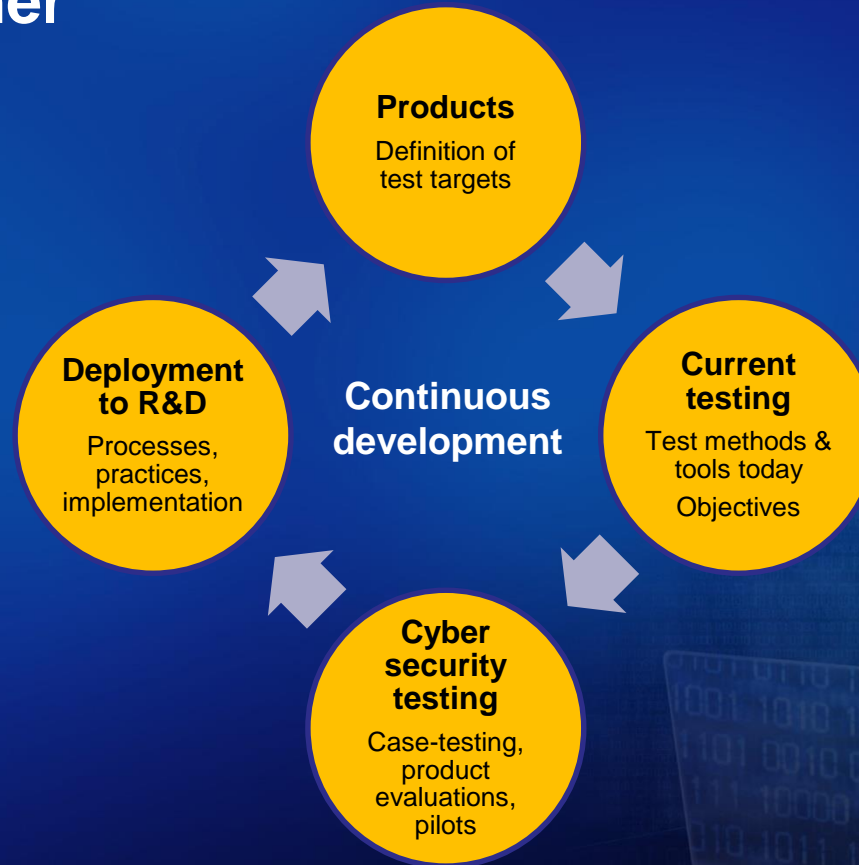 Products
Definition of
test targets
Current
testing
Test methods &
tools today
Objectives
Cyber
security
testing
Case-testing,
product
evaluations,
pilots
Deployment
to R&D
Processes,
practices,
implementation
Continuous
development